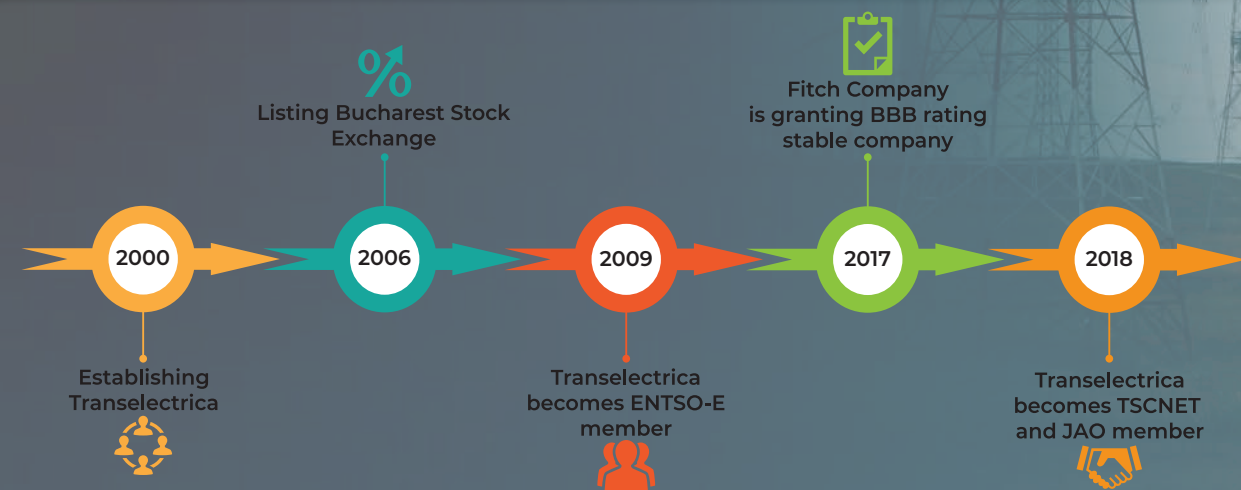 2000
Establishing
Transelectrica
Listing Bucharest Stock
Exchange
2006
2009
Transelectrica
becomes ENTSO-E
member
Fitch Company
is granting BBB rating
stable company
2017
2018
Transelectrica
becomes TSCNET
and JAO member